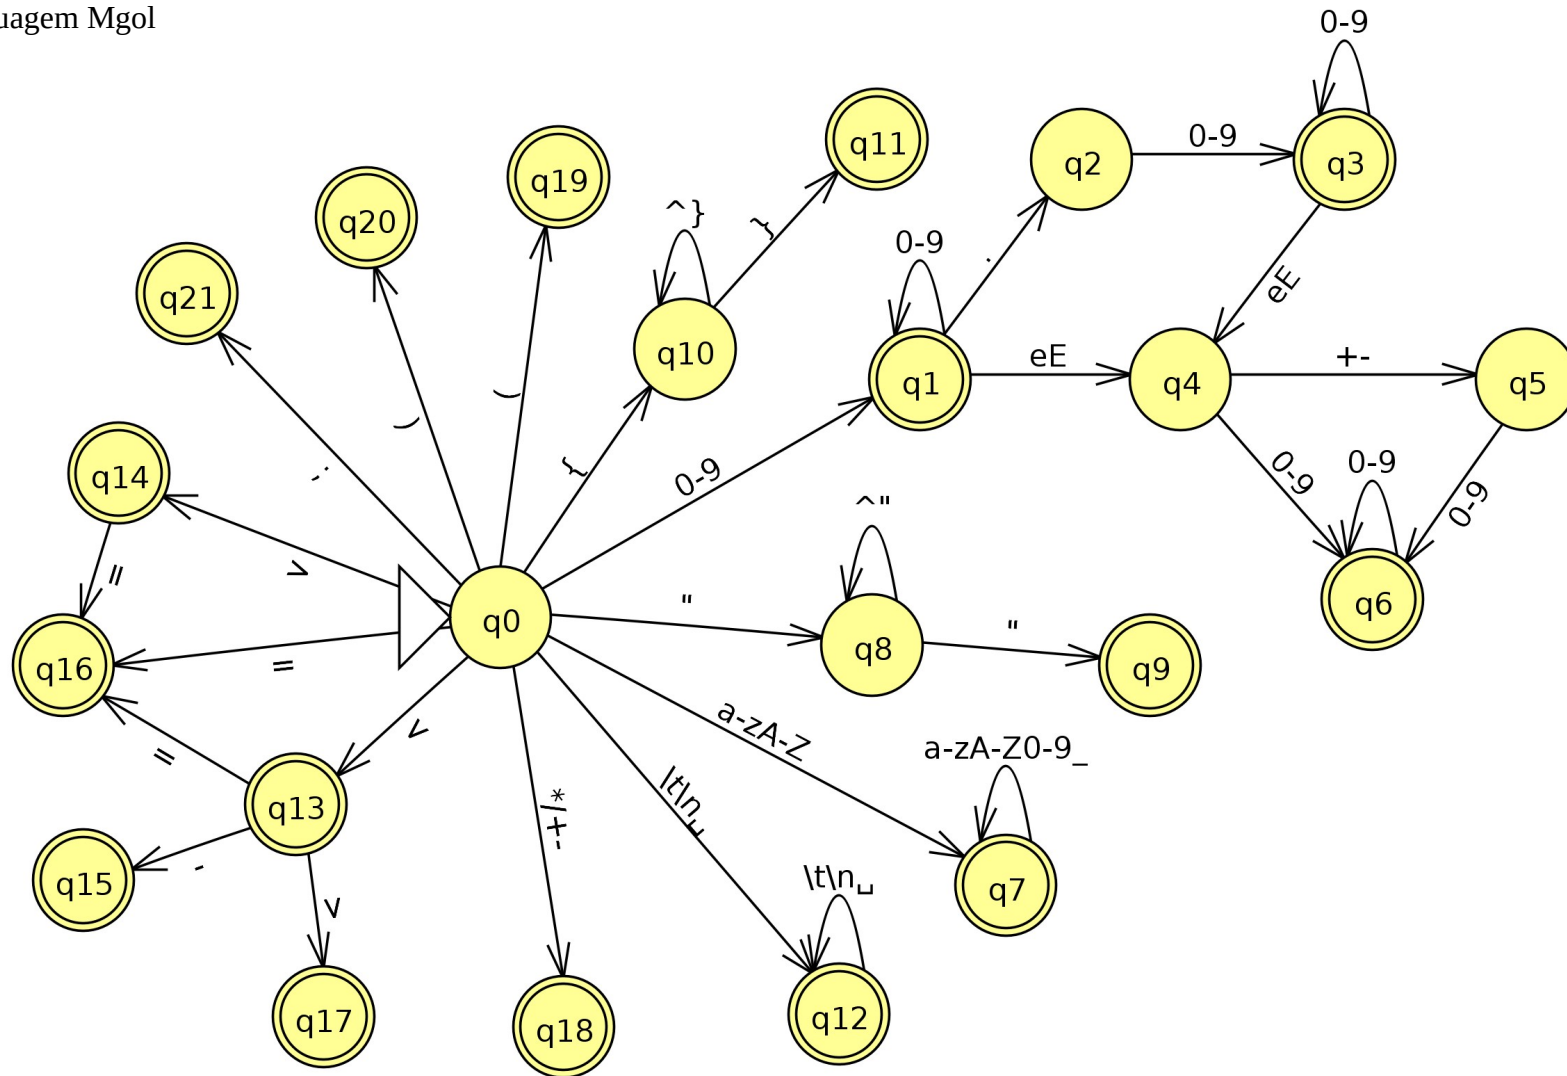 uagem Mgol
0-9
q11
q2
0-9
q3
q19
q20
^}
}
0-9
.
q21
eE
q10
q1
eE
q4
+-
q5
(
)
;
{
0-9
^"
0-9
0-9
0-9
q14
=
>
q6
q0
"
"
q16
=
q8
q9
=
<
a-zA-Z
a-zA-Z0-9_
q13
-+/*
\t\n␣
q15
-
>
\t\n␣
q7
q17
q18
q12